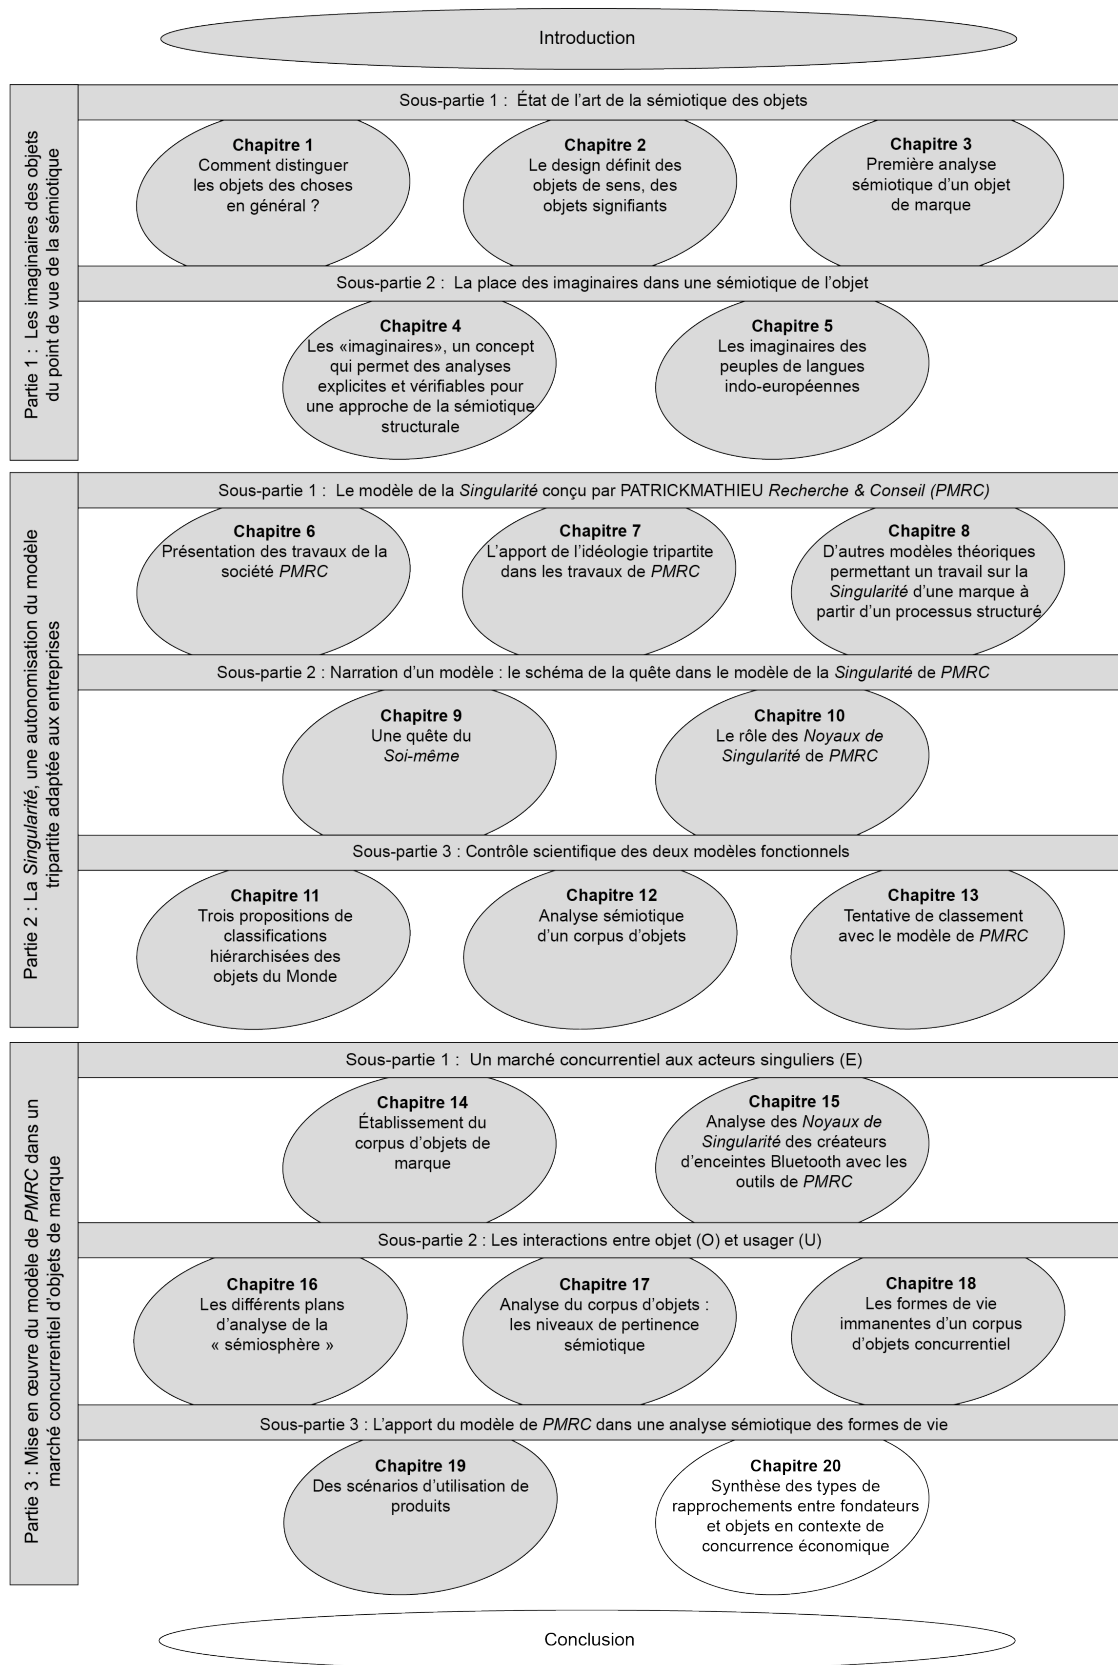 Introduction
Partie 1 : Les imaginaires des objets
du point de vue de la sémiotique
Sous-partie 1 : État de l’art de la sémiotique des objets
Chapitre 1
Comment distinguer
les objets des choses
en général ?
Chapitre 2
Le design définit des
objets de sens, des
objets signifiants
Chapitre 3
Première analyse
sémiotique d’un objet
de marque
Sous-partie 2 : La place des imaginaires dans une sémiotique de l’objet
Chapitre 4
Les «imaginaires», un concept
qui permet des analyses
explicites et vérifiables pour
une approche de la sémiotique
structurale
Chapitre 5
Les imaginaires des
peuples de langues
indo-européennes
Partie 2 : La Singularité, une autonomisation du modèle
tripartite adaptée aux entreprises
Sous-partie 1 : Le modèle de la Singularité conçu par PATRICKMATHIEU Recherche & Conseil (PMRC)
Chapitre 6
Présentation des travaux de la
société PMRC
Chapitre 7
L’apport de l’idéologie tripartite
dans les travaux de PMRC
Chapitre 8
D’autres modèles théoriques
permettant un travail sur la
Singularité d’une marque à
partir d’un processus structuré
Sous-partie 2 : Narration d’un modèle : le schéma de la quête dans le modèle de la Singularité de PMRC
Chapitre 9
Une quête du
Soi-même
Chapitre 10
Le rôle des Noyaux de
Singularité de PMRC
Sous-partie 3 : Contrôle scientifique des deux modèles fonctionnels
Chapitre 11
Trois propositions de
classifications
hiérarchisées des
objets du Monde
Chapitre 12
Analyse sémiotique
d’un corpus d’objets
Chapitre 13
Tentative de classement
avec le modèle de PMRC
Partie 3 : Mise en œuvre du modèle de PMRC dans un
marché concurrentiel d’objets de marque
Sous-partie 1 : Un marché concurrentiel aux acteurs singuliers (E)
Chapitre 14
Établissement du
corpus d’objets de
marque
Chapitre 15
Analyse des Noyaux de
Singularité des créateurs
d’enceintes Bluetooth avec les
outils de PMRC
Sous-partie 2 : Les interactions entre objet (O) et usager (U)
Chapitre 16
Les différents plans
d’analyse de la
« sémiosphère »
Chapitre 17
Analyse du corpus d’objets :
les niveaux de pertinence
sémiotique
Chapitre 18
Les formes de vie
immanentes d’un corpus
d’objets concurrentiel
Sous-partie 3 : L’apport du modèle de PMRC dans une analyse sémiotique des formes de vie
Chapitre 19
Des scénarios d’utilisation de
produits
Chapitre 20
Synthèse des types de
rapprochements entre fondateurs
et objets en contexte de
concurrence économique
Conclusion